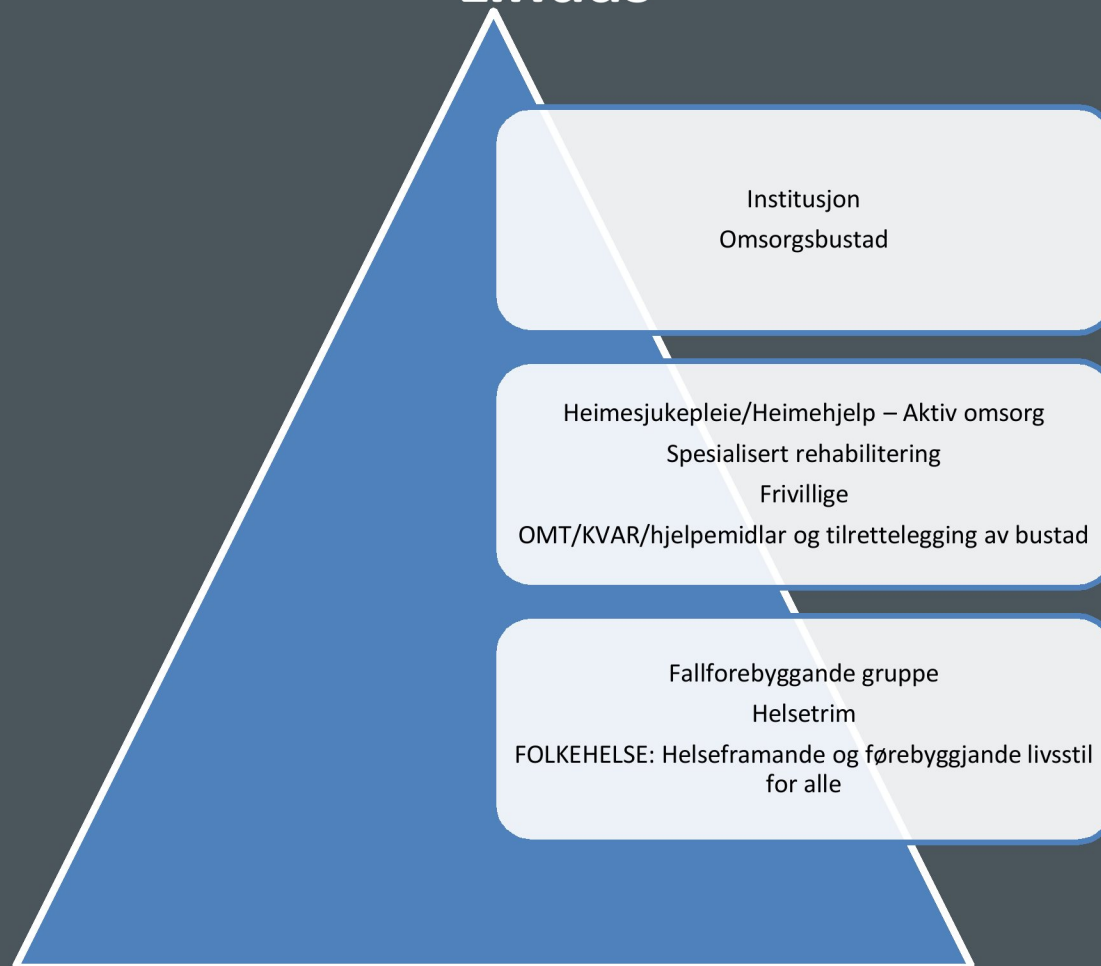 Institusjon
Omsorgsbustad
Heimesjukepleie/Heimehjelp – Aktiv omsorg
Spesialisert rehabilitering
Frivillige
OMT/KVAR/hjelpemidlar og tilrettelegging av bustad
Fallforebyggande gruppe
Helsetrim
FOLKEHELSE: Helseframande og førebyggjande livsstil
for alle